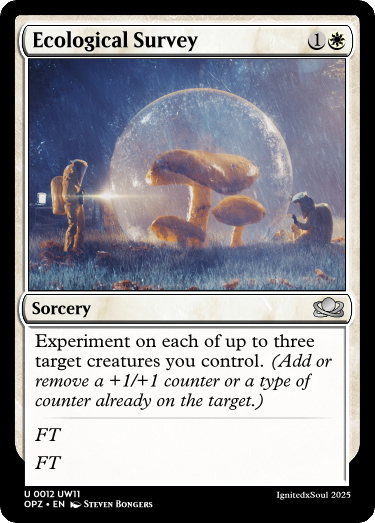 Ecological Survey 1
Sorcery
Experiment on each of up to three
target creatures you control. (Add or
remove a +1/+1 counter or a type of
counter already on the target.)
FT
FT
U 0012 UW11
OPZ • EN Steven Bongers
IgnitedxSoul 2025